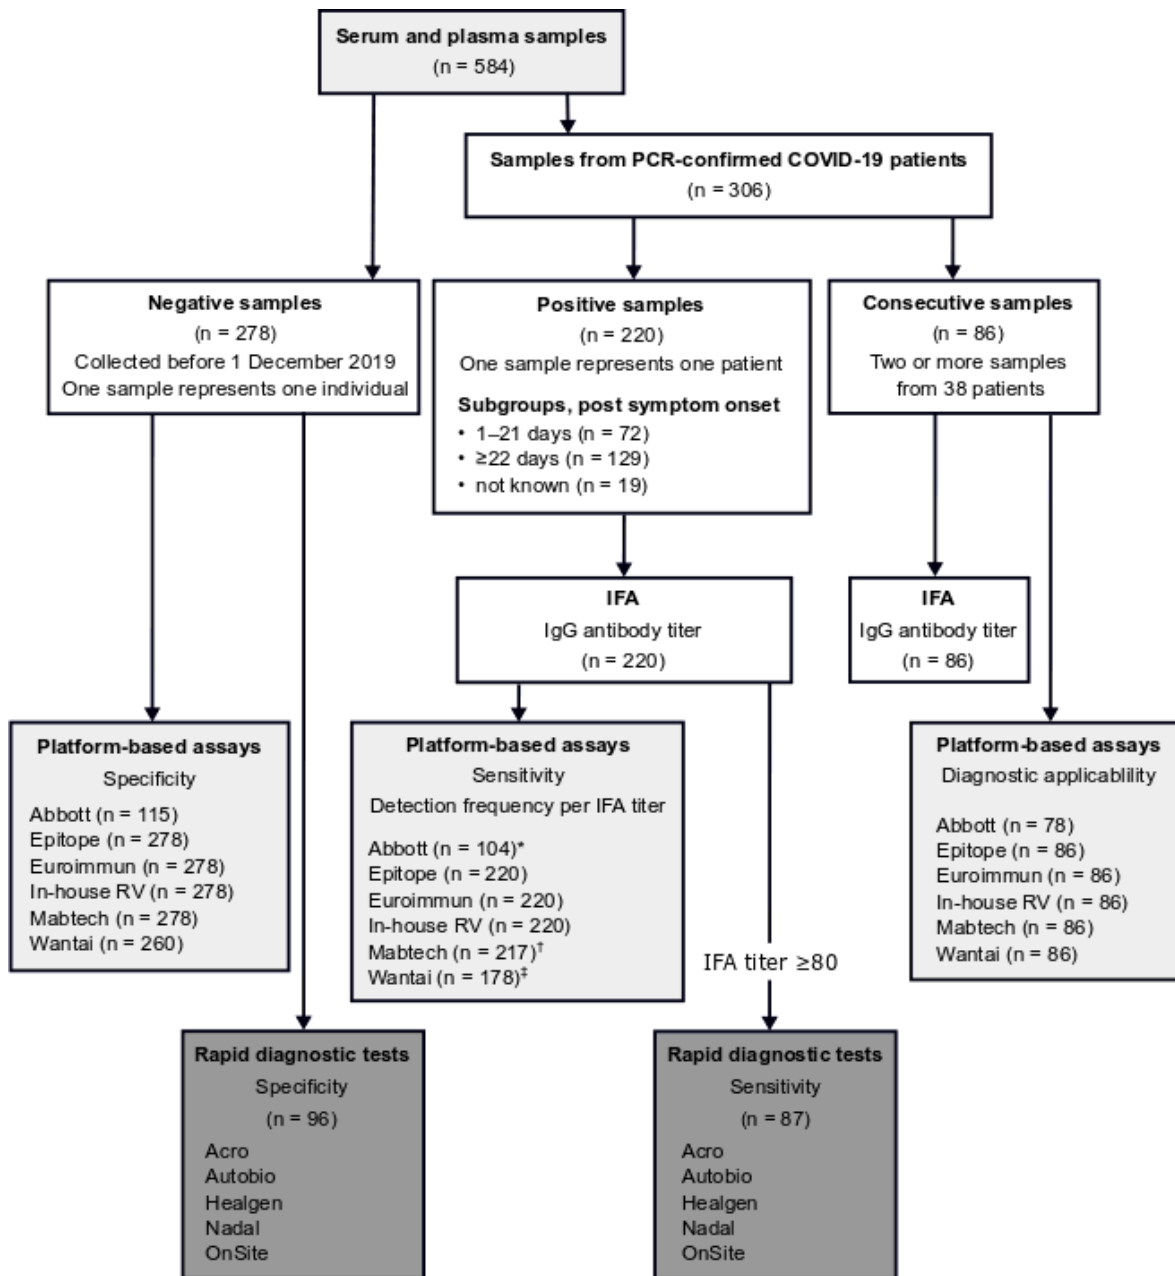 Serum and plasma samples
(n = 584)
Samples from PCR-confirmed COVID-19 patients
(n = 306)
Negative samples
(n = 278)
Collected before 1 December 2019
One sample represents one individual
Positive samples
(n = 220)
One sample represents one patient
Subgroups, post symptom onset
• 1–21 days (n = 72)
• ≥22 days (n = 129)
• not known (n = 19)
Consecutive samples
(n = 86)
Two or more samples
from 38 patients
IFA
IgG antibody titer
(n = 220)
IFA
IgG antibody titer
(n = 86)
Platform-based assays
Specificity
Abbott (n = 115)
Epitope (n = 278)
Euroimmun (n = 278)
In-house RV (n = 278)
Mabtech (n = 278)
Wantai (n = 260)
Platform-based assays
Sensitivity
Detection frequency per IFA titer
Abbott (n = 104)*
Epitope (n = 220)
Euroimmun (n = 220)
In-house RV (n = 220)
Mabtech (n = 217)†
Wantai (n = 178)‡
IFA titer ≥80
Platform-based assays
Diagnostic applicablility
Abbott (n = 78)
Epitope (n = 86)
Euroimmun (n = 86)
In-house RV (n = 86)
Mabtech (n = 86)
Wantai (n = 86)
Rapid diagnostic tests
Specificity
(n = 96)
Acro
Autobio
Healgen
Nadal
OnSite
Rapid diagnostic tests
Sensitivity
(n = 87)
Acro
Autobio
Healgen
Nadal
OnSite